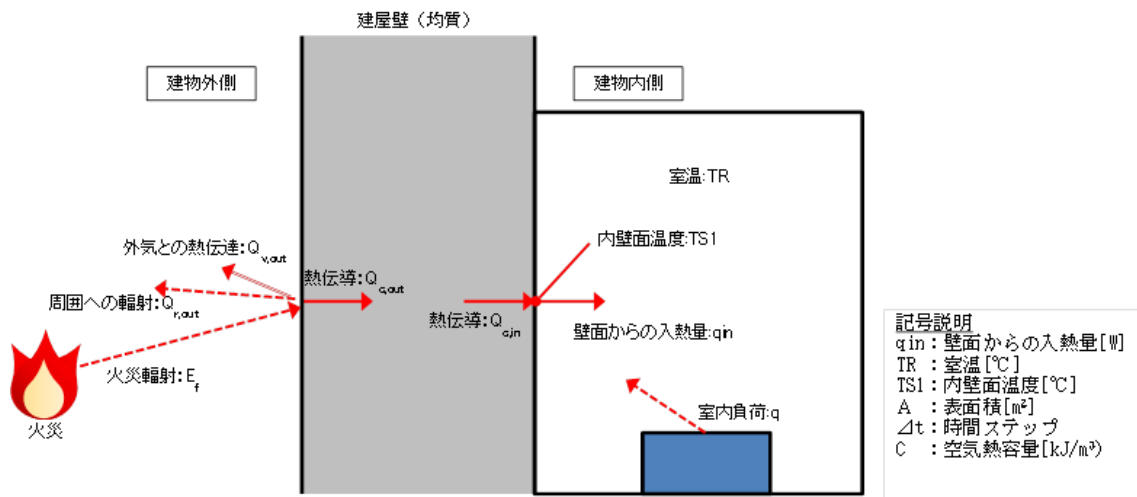 建屋壁（均質）
建物外側
建物内側
室温:TR
外気との熱伝達:Qv,out
内壁面温度:TS1
熱伝導:Qc,out
周囲への輻射:Qr,out
熱伝導:Qc,in
壁面からの入熱量:qin
火災輻射:Ef
室内負荷:q
火災
記号説明
qin：壁面からの入熱量[W]
TR ：室温[℃]
TS1：内壁面温度[℃]
A ：表面積[m²]
⊿t：時間ステップ
C ：空気熱容量[kJ/m³)